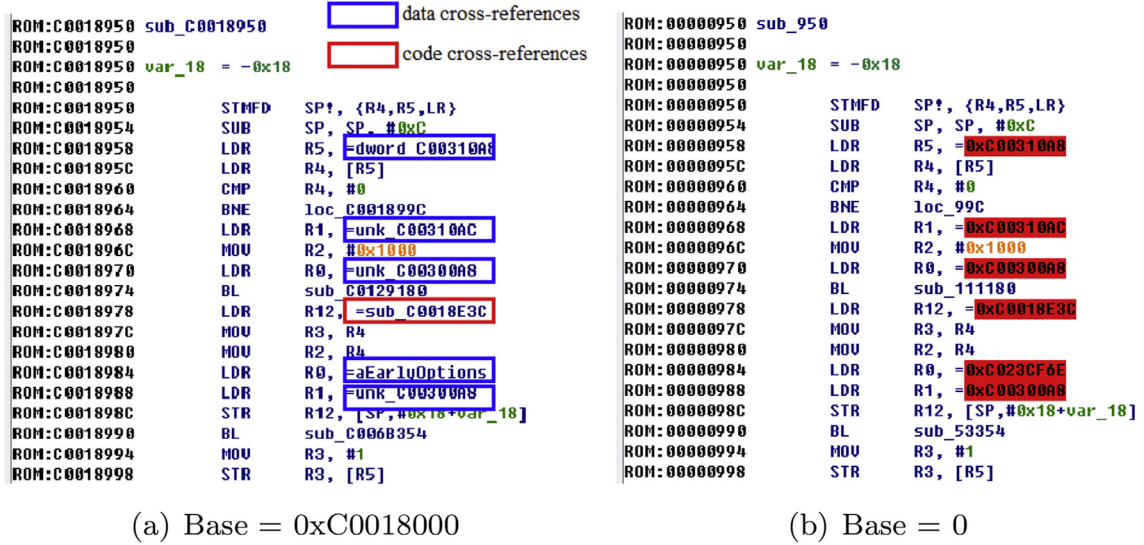 data cross-references
code cross-references
ROM:C0018950 sub_C0018950
ROM:C0018950
ROM:C0018950 var_18 = -0x18
ROM:C0018950
ROM:C0018950 STMFD SP!, {R4,R5,LR}
ROM:C0018954 SUB SP, SP, #0xC
ROM:C0018958 LDR R5, =dword_C00310A8
ROM:C001895C LDR R4, [R5]
ROM:C0018960 CMP R4, #0
ROM:C0018964 BNE loc_C001899C
ROM:C0018968 LDR R1, =unk_C00310AC
ROM:C001896C MOV R2, #0x1000
ROM:C0018970 LDR R0, =unk_C00300A8
ROM:C0018974 BL sub_C0129180
ROM:C0018978 LDR R12, =sub_C0018E3C
ROM:C001897C MOV R3, R4
ROM:C0018980 MOV R2, R4
ROM:C0018984 LDR R0, =aEarlyOptions
ROM:C0018988 LDR R1, =unk_C00300A8
ROM:C001898C STR R12, [SP,#0x18+var_18]
ROM:C0018990 BL sub_C006B354
ROM:C0018994 MOV R3, #1
ROM:C0018998 STR R3, [R5]
(a) Base = 0xC0018000
ROM:00000950 sub_950
ROM:00000950
ROM:00000950 var_18 = -0x18
ROM:00000950
ROM:00000950 STMFD SP!, {R4,R5,LR}
ROM:00000954 SUB SP, SP, #0xC
ROM:00000958 LDR R5, =0xC00310A8
ROM:0000095C LDR R4, [R5]
ROM:00000960 CMP R4, #0
ROM:00000964 BNE loc_99C
ROM:00000968 LDR R1, =0xC00310AC
ROM:0000096C MOV R2, #0x1000
ROM:00000970 LDR R0, =0xC00300A8
ROM:00000974 BL sub_111180
ROM:00000978 LDR R12, =0xC0018E3C
ROM:0000097C MOV R3, R4
ROM:00000980 MOV R2, R4
ROM:00000984 LDR R0, =0xC023CF6E
ROM:00000988 LDR R1, =0xC00300A8
ROM:0000098C STR R12, [SP,#0x18+var_18]
ROM:00000990 BL sub_53354
ROM:00000994 MOV R3, #1
ROM:00000998 STR R3, [R5]
(b) Base = 0